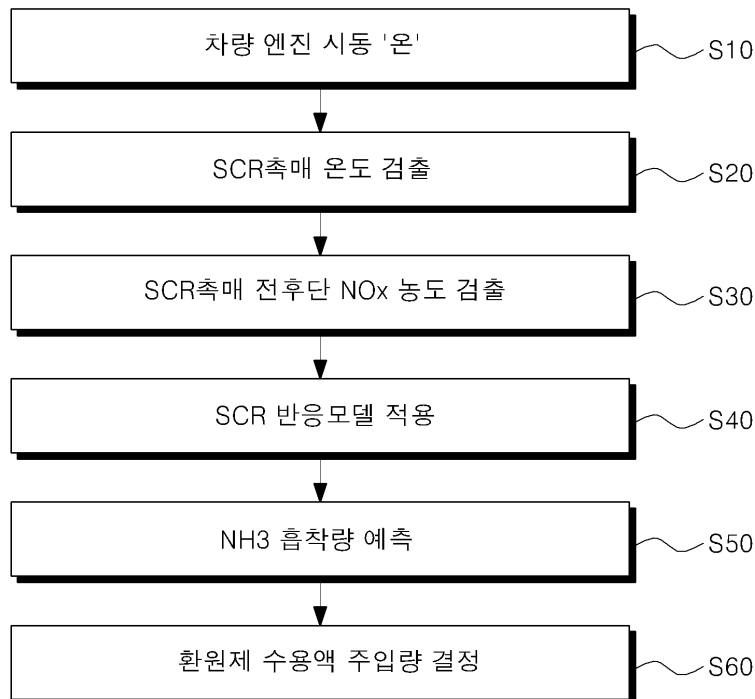 차량 엔진 시동 '온'
S10
SCR촉매 온도 검출
S20
SCR촉매 전후단 NOx 농도 검출
S30
SCR 반응모델 적용
S40
NH3 흡착량 예측
S50
환원제 수용액 주입량 결정
S60